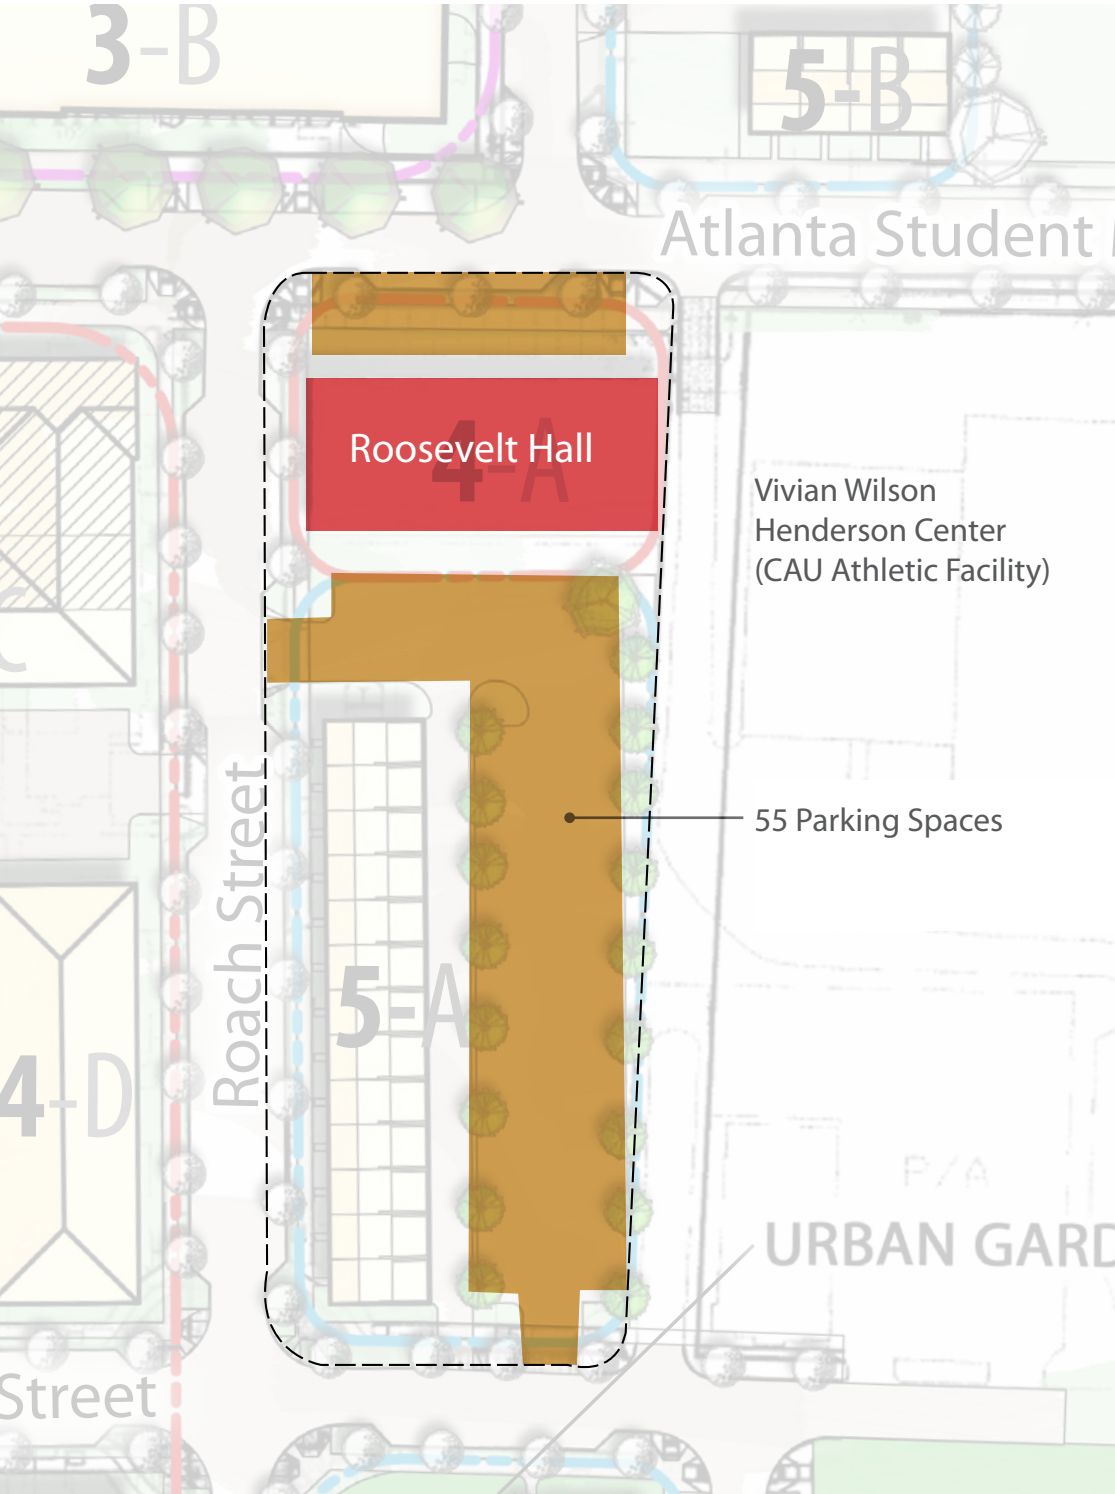 3-B
5-B
Atlanta Student
Roosevelt Hall
4-A
Vivian Wilson
Henderson Center
(CAU Athletic Facility)
C
55 Parking Spaces
Roach Street
5-A
4-D
P/A
URBAN GARD
Street